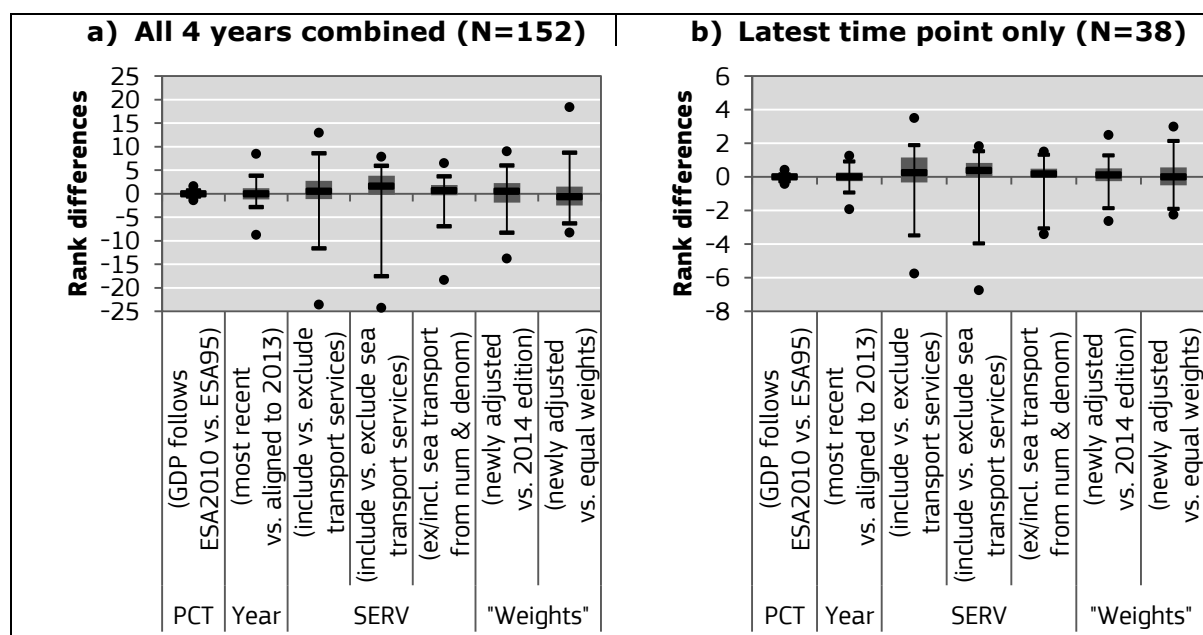 a) All 4 years combined (N=152)
Rank differences
25
20
15
10
5
0
-5
-10
-15
-20
-25
(GDP follows
ESA2010 vs. ESA95)
(most recent
vs. aligned to 2013)
(include vs. exclude
transport services)
(include vs. exclude sea
transport services)
(ex/incl. sea transport
from num & denom)
(newly adjusted
vs. 2014 edition)
(newly adjusted
vs. equal weights)
PCT
Year
SERV
"Weights"
b) Latest time point only (N=38)
Rank differences
6
4
2
0
-2
-4
-6
-8
(GDP follows
ESA2010 vs. ESA95)
(most recent
vs. aligned to 2013)
(include vs. exclude
transport services)
(include vs. exclude sea
transport services)
(ex/incl. sea transport
from num & denom)
(newly adjusted
vs. 2014 edition)
(newly adjusted
vs. equal weights)
PCT
Year
SERV
"Weights"